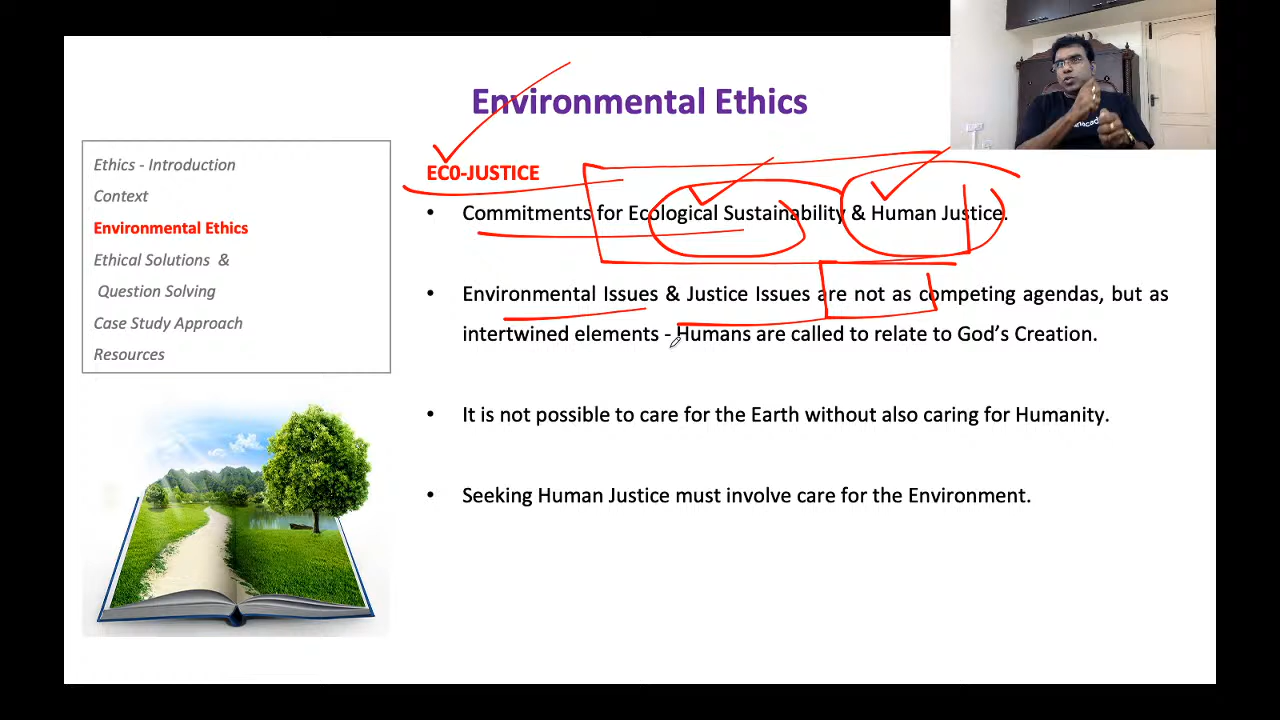 Environmental Ethics
Ethics - Introduction
Context
Environmental Ethics
Ethical Solutions &
Question Solving
Case Study Approach
Resources
EC0-JUSTICE
• Commitments for Ecological Sustainability & Human Justice.
• Environmental Issues & Justice Issues are not as competing agendas, but as
intertwined elements - Humans are called to relate to God's Creation.
• It is not possible to care for the Earth without also caring for Humanity.
• Seeking Human Justice must involve care for the Environment.